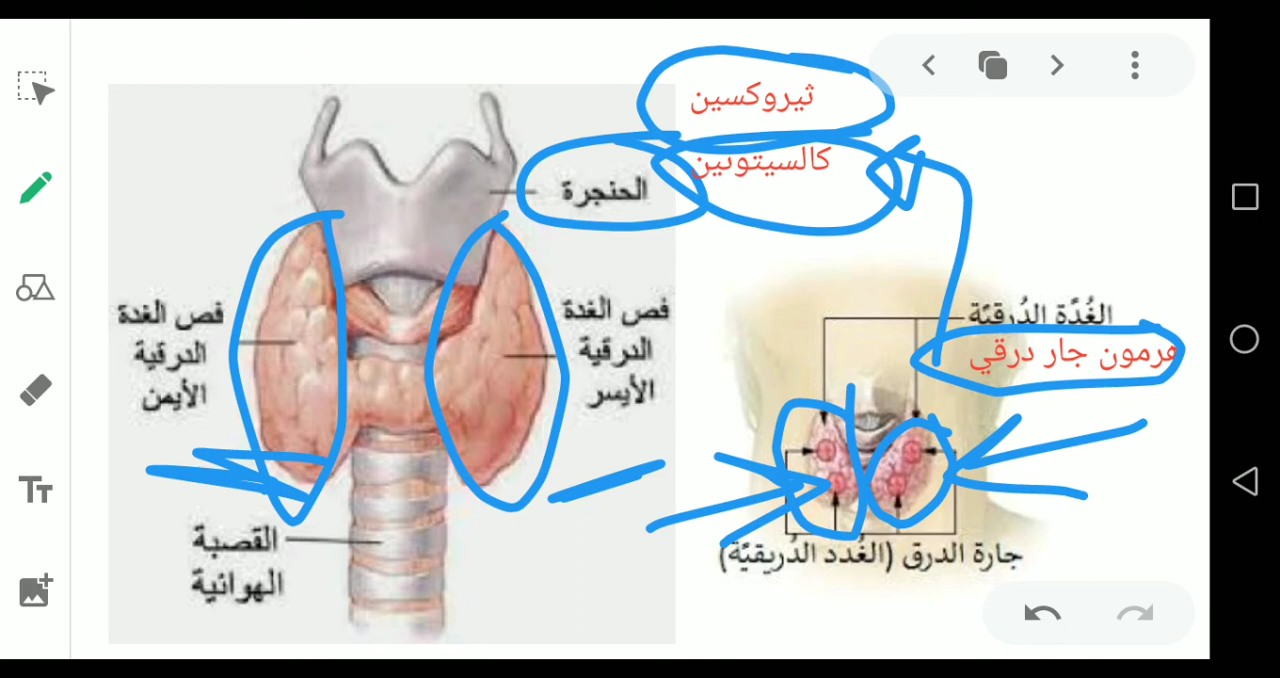 ثيروكسين
كالسيتونين
الحنجرة
فص الغدة
الدرقية
الأيمن
فص الغدة
الدرقية
الأيسر
القصبة
الهوائية
الغُدَّة الدُرقيَّة
هرمون جار درقي
جارة الدرق (الغُدد الدُريقيَّة)
TT